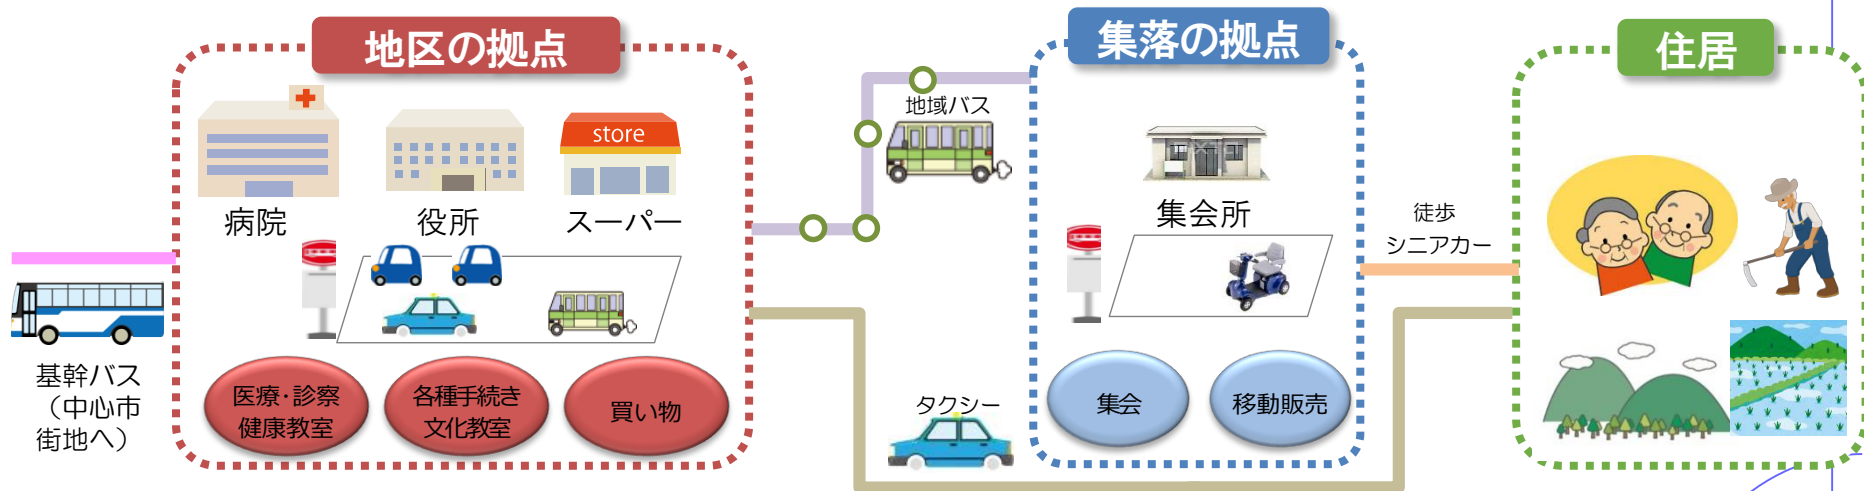 地区の拠点
病院
役所
store
スーパー
基幹バス
（中心市
街地へ）
医療・診察
健康教室
各種手続き
文化教室
買い物
地域バス
タクシー
集落の拠点
集会所
集会
移動販売
徒歩
シニアカー
住居